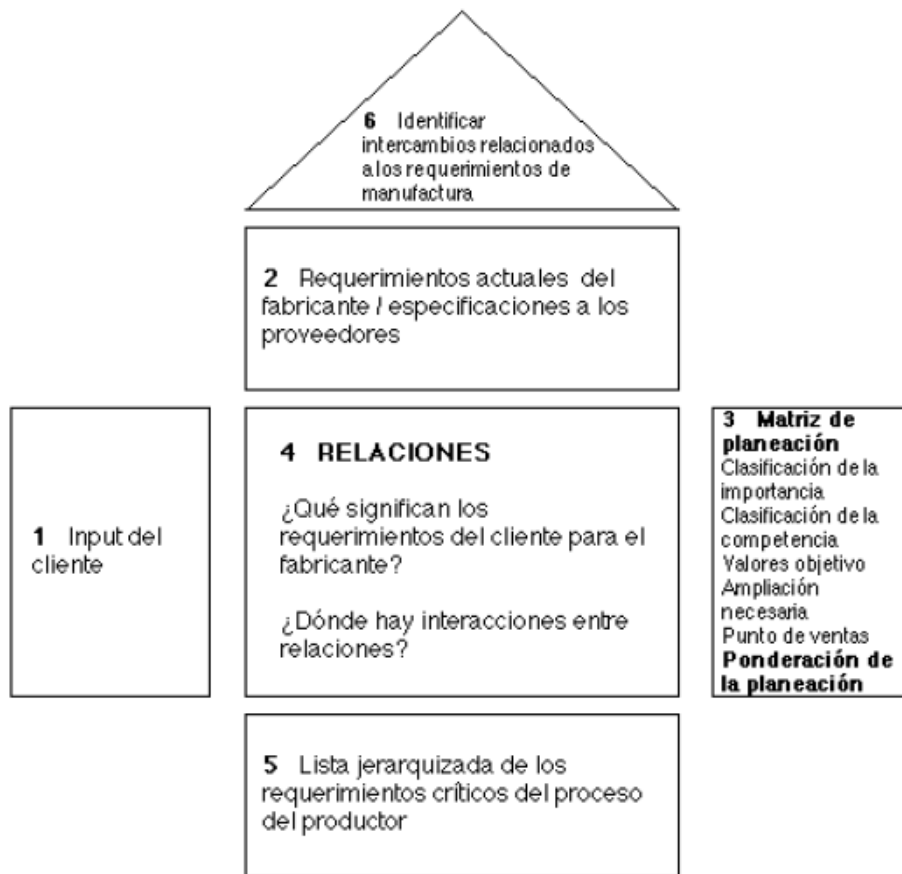 6 Identificar
intercambios relacionados
a los requerimientos de
manufactura
2 Requerimientos actuales del
fabricante / especificaciones a los
proveedores
1 Input del
cliente
4 RELACIONES
¿Qué significan los
requerimientos del cliente para el
fabricante?
¿Dónde hay interacciones entre
relaciones?
3 Matriz de
planeación
Clasificación de la
importancia
Clasificación de la
competencia
Valores objetivo
Ampliación
necesaria
Punto de ventas
Ponderación de
la planeación
5 Lista jerarquizada de los
requerimientos críticos del proceso
del productor